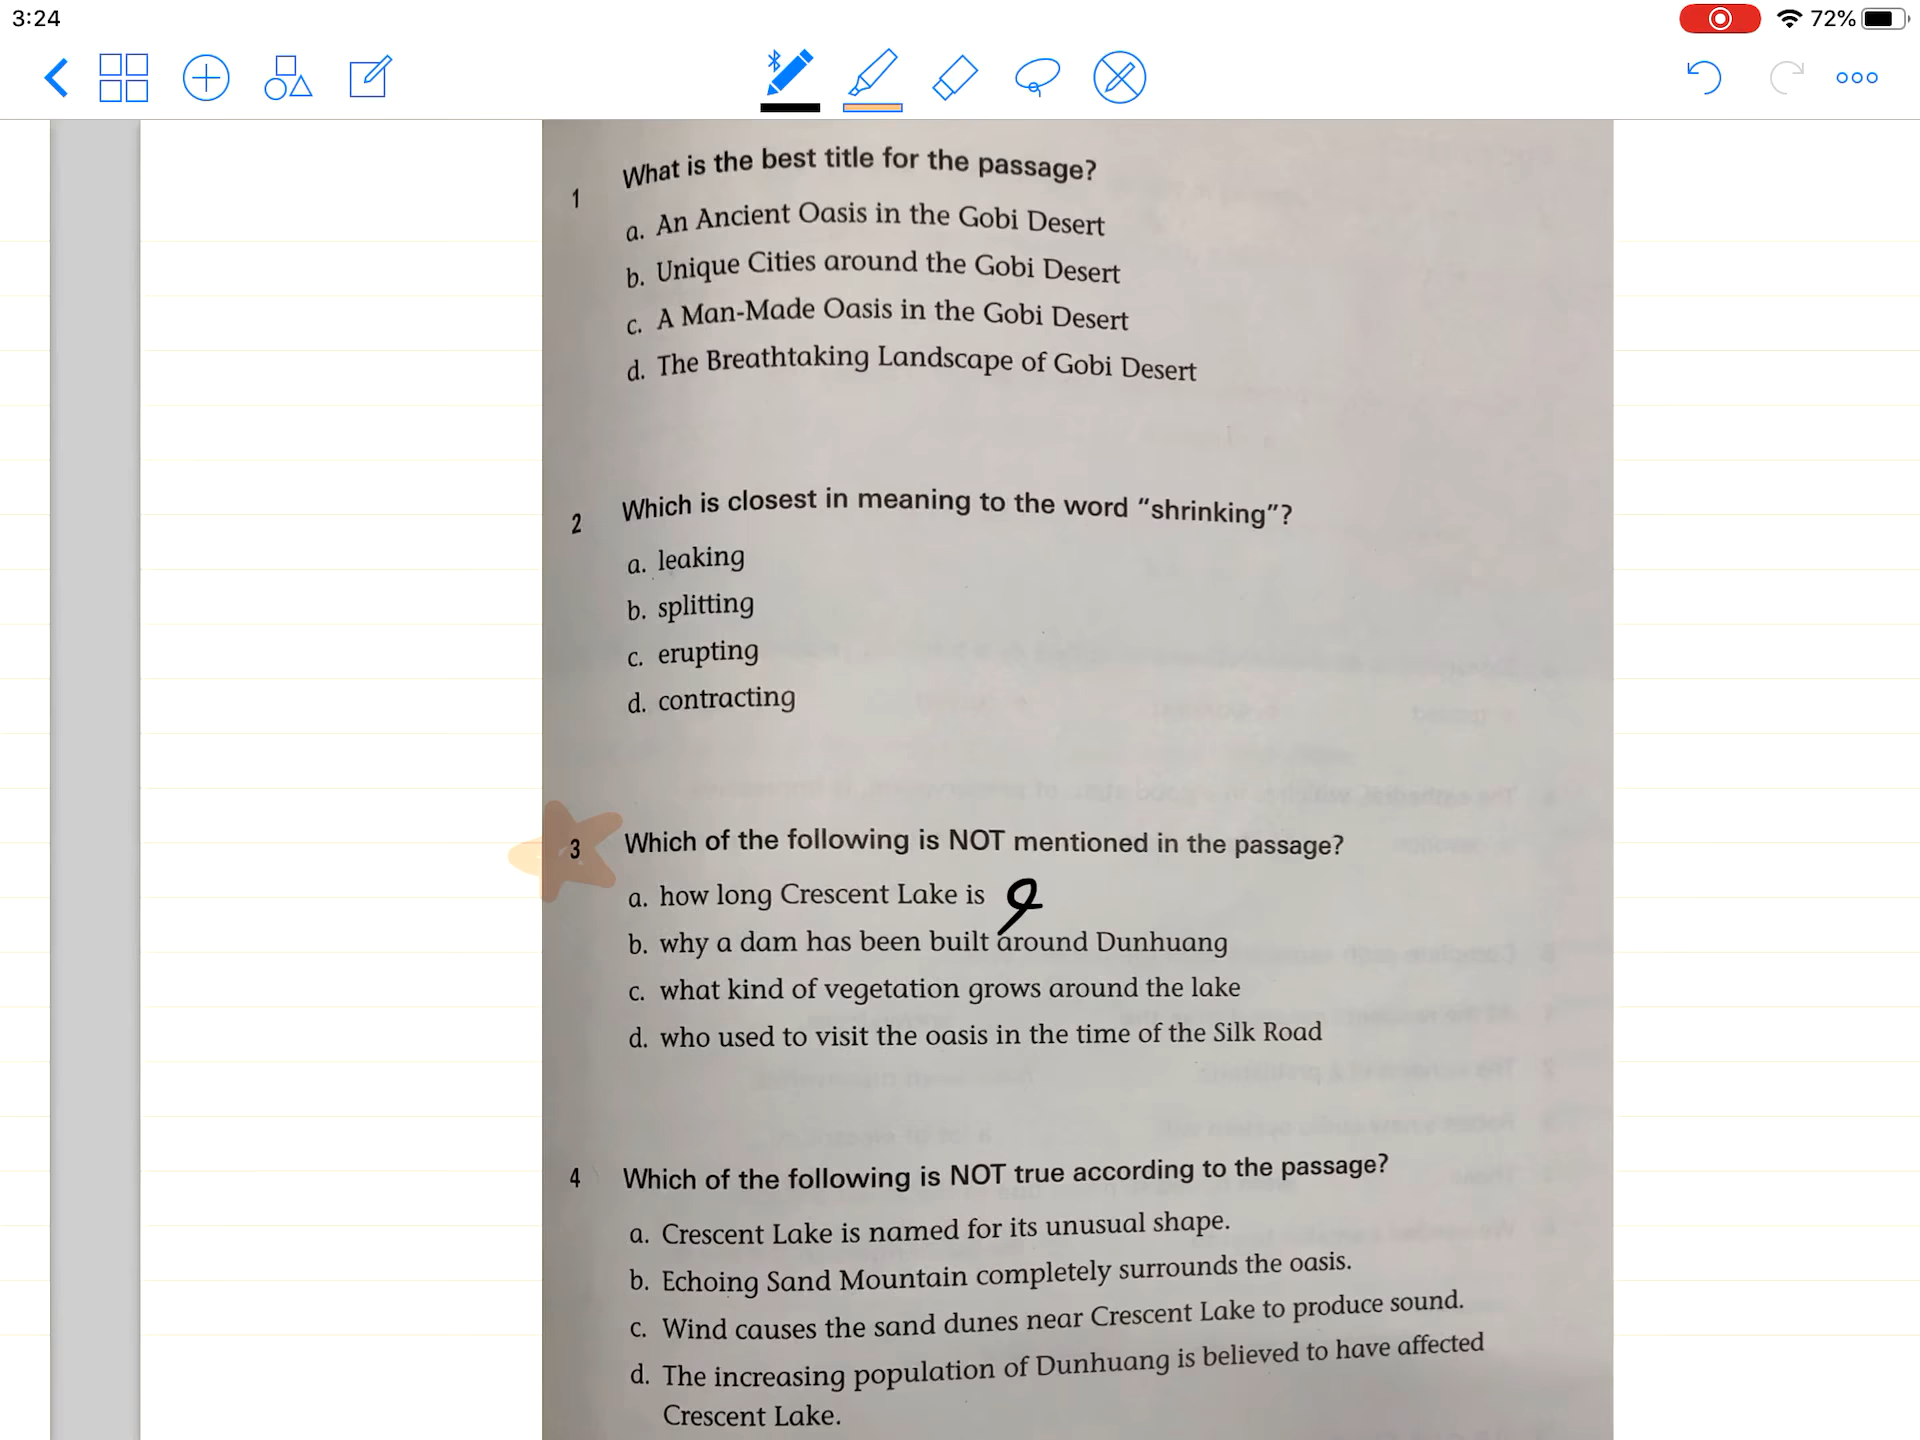 3:24
72%
1 What is the best title for the passage?
a. An Ancient Oasis in the Gobi Desert
b. Unique Cities around the Gobi Desert
c. A Man-Made Oasis in the Gobi Desert
d. The Breathtaking Landscape of Gobi Desert
2 Which is closest in meaning to the word “shrinking”?
a. leaking
b. splitting
c. erupting
d. contracting
3 Which of the following is NOT mentioned in the passage?
a. how long Crescent Lake is
b. why a dam has been built around Dunhuang
c. what kind of vegetation grows around the lake
d. who used to visit the oasis in the time of the Silk Road
4 Which of the following is NOT true according to the passage?
a. Crescent Lake is named for its unusual shape.
b. Echoing Sand Mountain completely surrounds the oasis.
c. Wind causes the sand dunes near Crescent Lake to produce sound.
d. The increasing population of Dunhuang is believed to have affected
Crescent Lake.